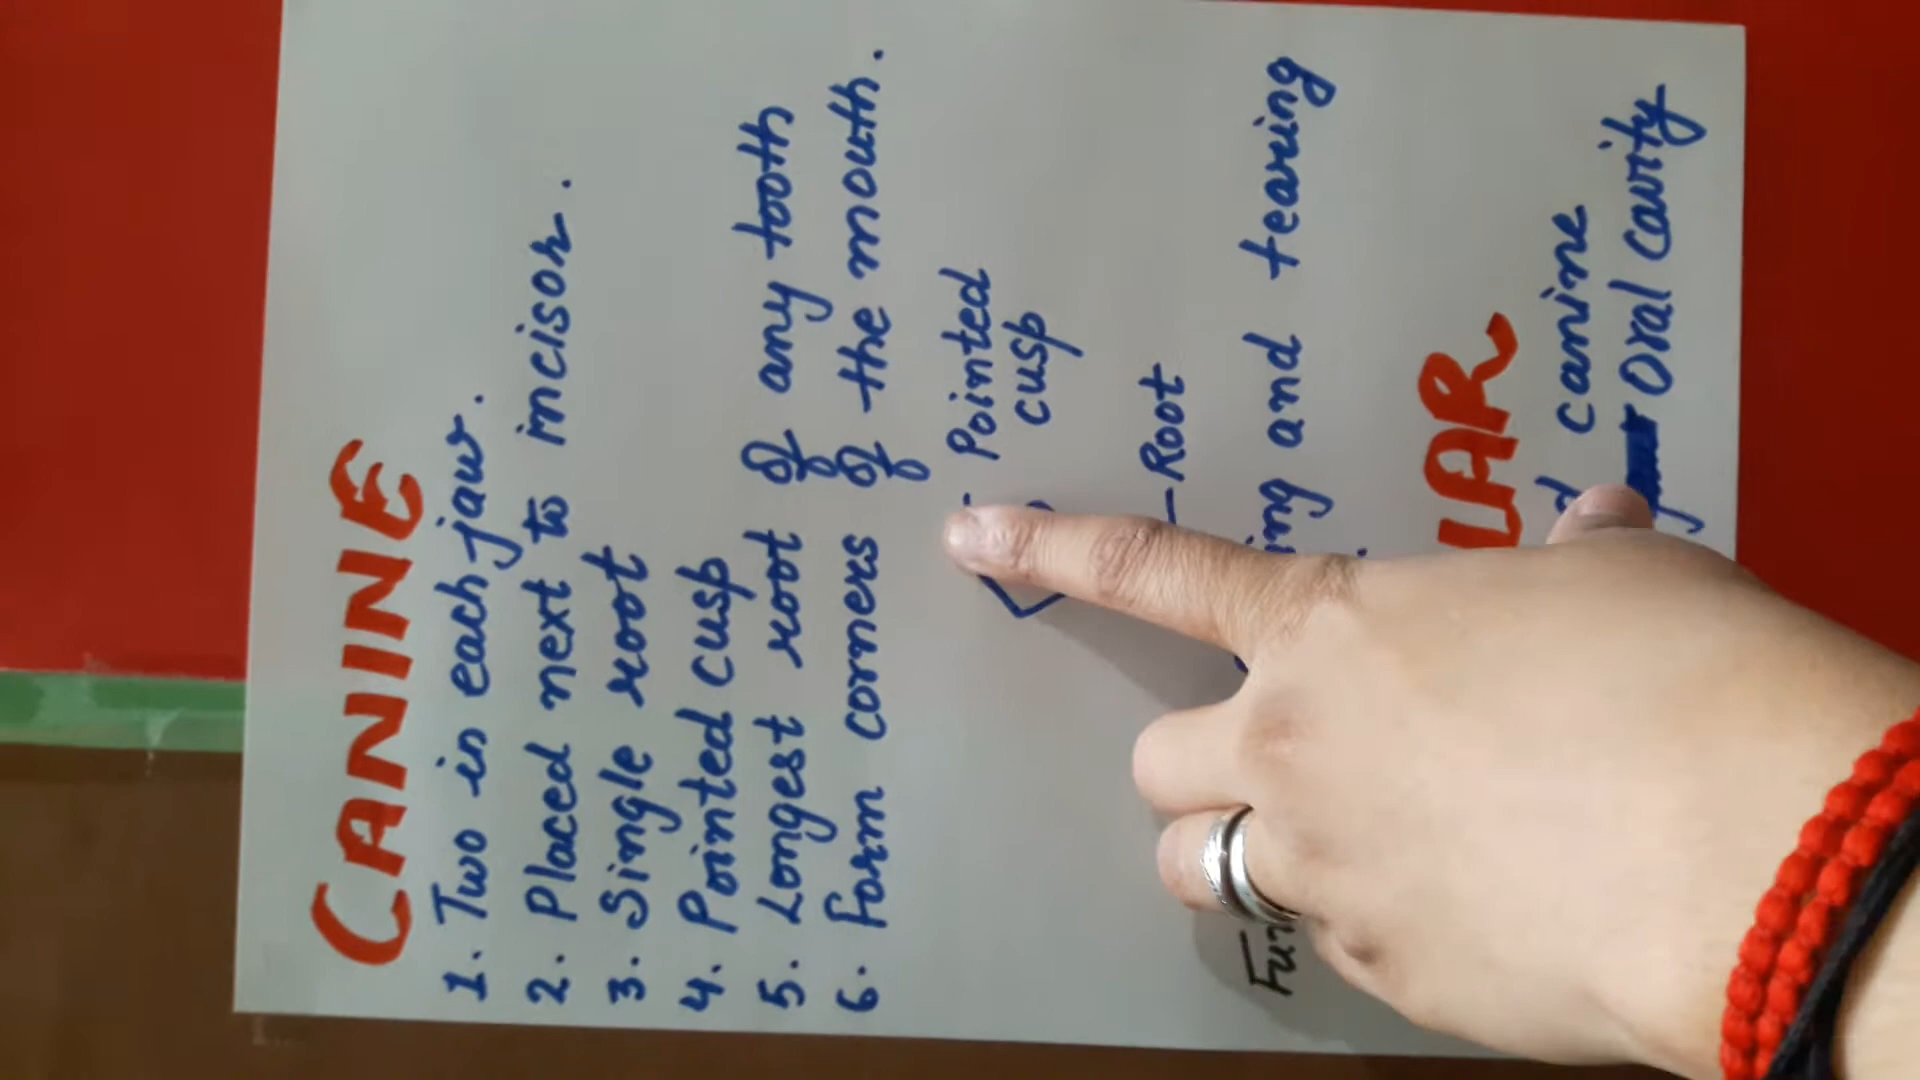 CANINE
1. Two in each jaw.
2. Placed next to incisor.
3. Single root
4. Pointed cusp
5. Longest root of any tooth
6. Form corners of the mouth.
Pointed
cusp
Root
and tearing
canine
Oral cavity